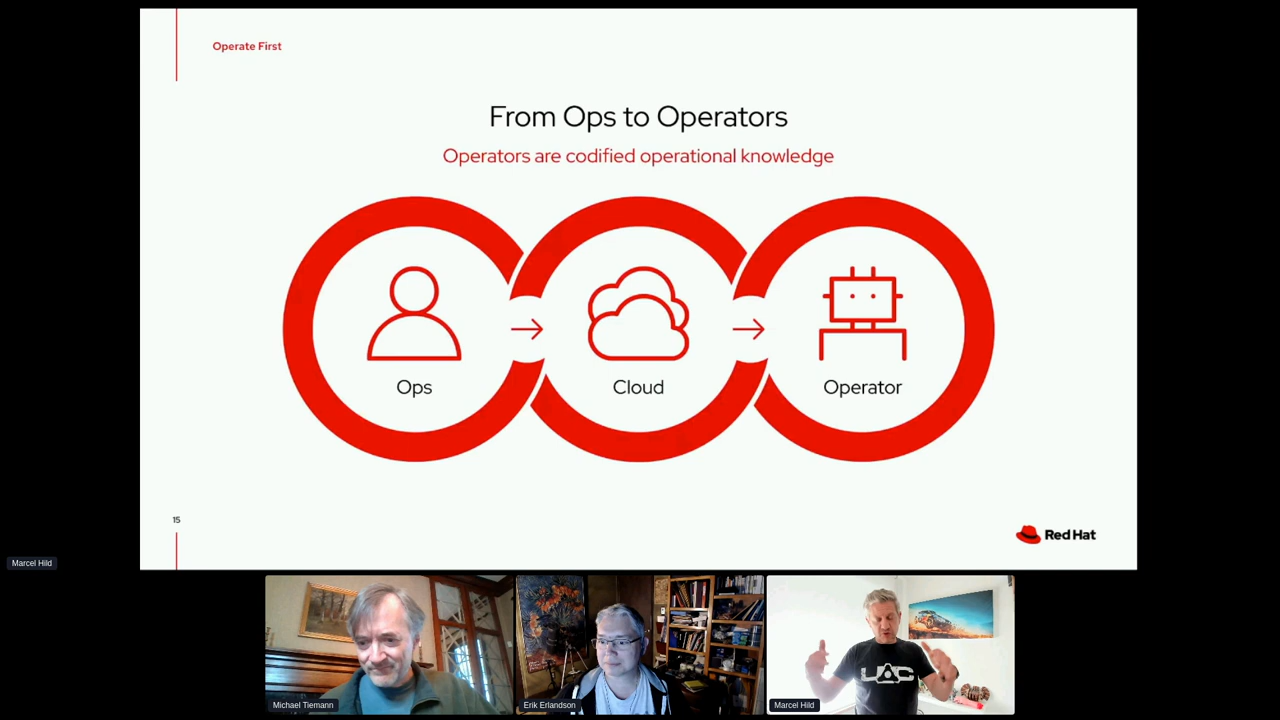 Operate First
From Ops to Operators
Operators are codified operational knowledge
Ops
Cloud
Operator
15
Red Hat
Marcel Hild
Michael Tiemann
Erik Erlandson
Marcel Hild